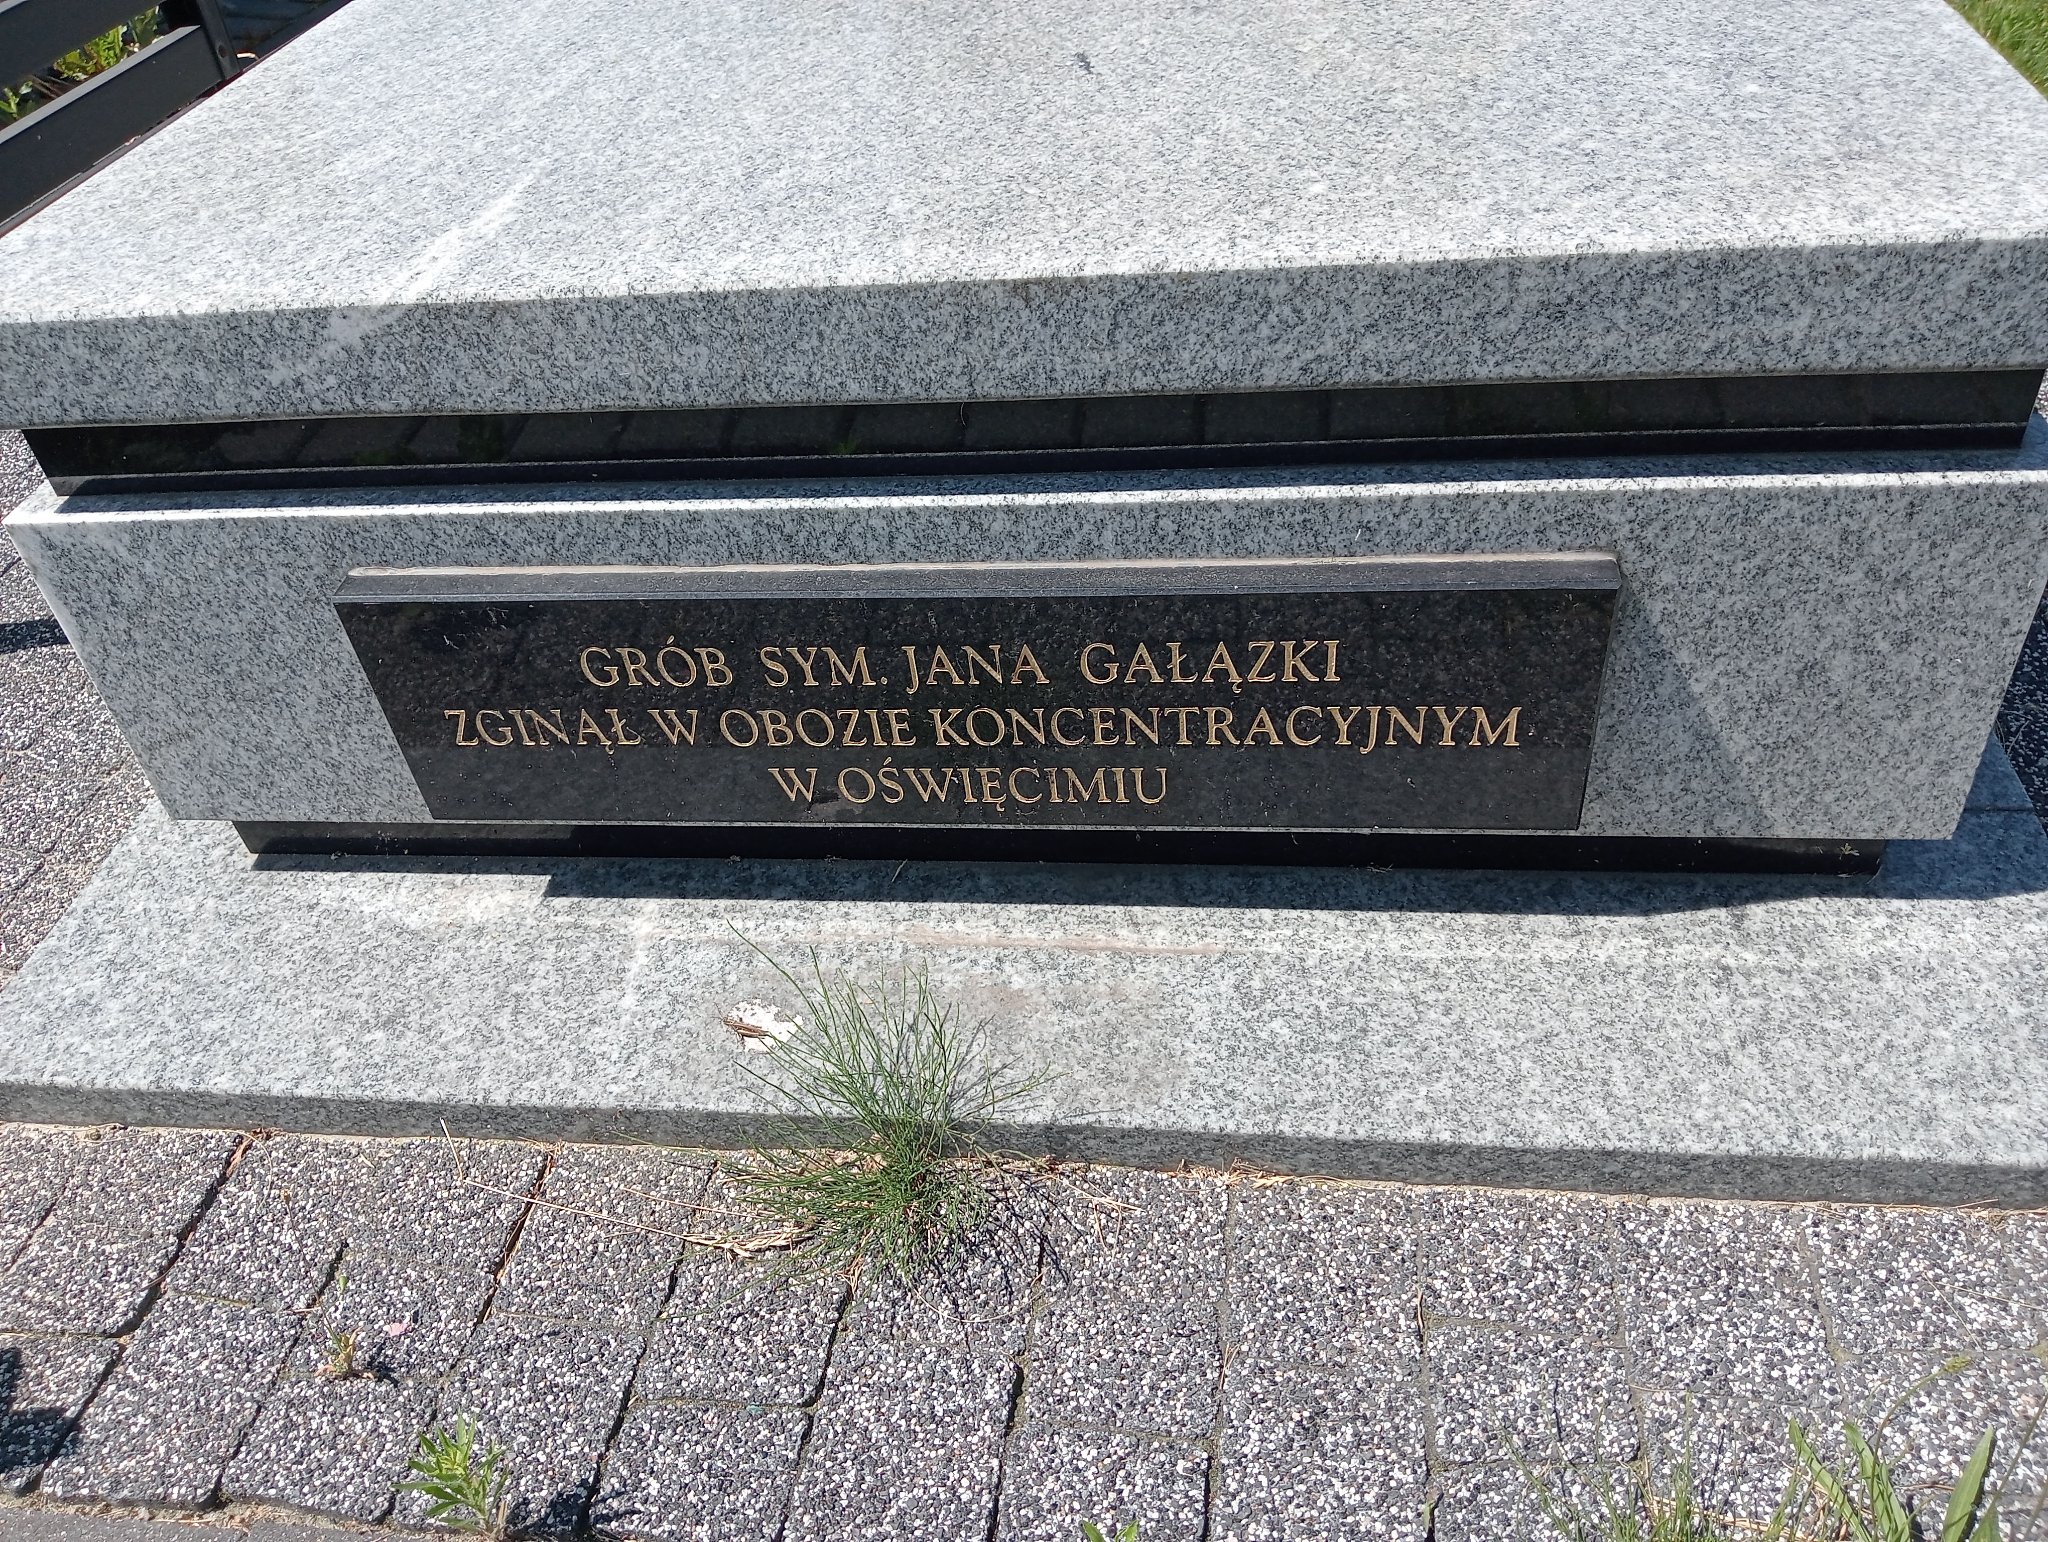 GRÓB SYM. JANA GAŁĄZKI
ZGINĄŁ W OBOZIE KONCENTRACYJNYM
W OŚWIĘCIMIU